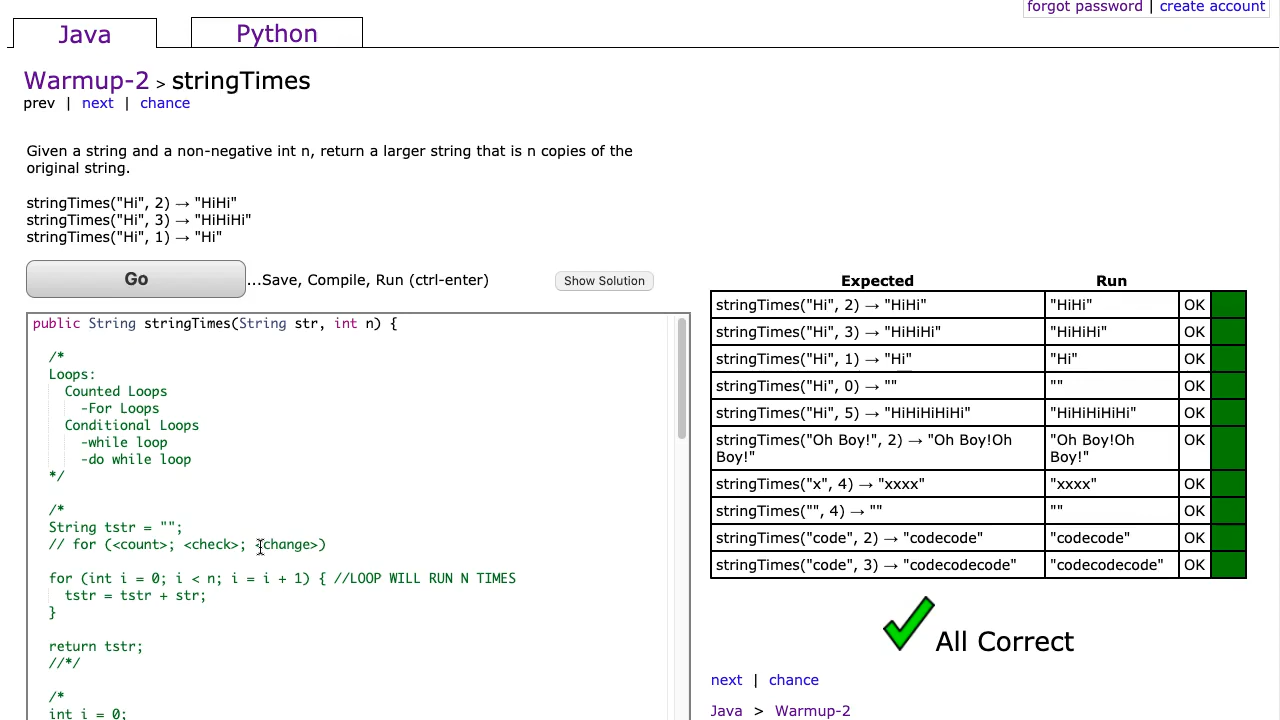 forgot password | create account
Java
Python
Warmup-2 > stringTimes
prev | next | chance
Given a string and a non-negative int n, return a larger string that is n copies of the
original string.
stringTimes("Hi", 2) → "HiHi"
stringTimes("Hi", 3) → "HiHiHi"
stringTimes("Hi", 1) → "Hi"
Go
...Save, Compile, Run (ctrl-enter)
Show Solution
public String stringTimes(String str, int n) {
/*
Loops:
Counted Loops
-For Loops
Conditional Loops
-while loop
-do while loop
*/
/*
String tstr = "";
// for (<count>; <check>; <change>)
for (int i = 0; i < n; i = i + 1) { //LOOP WILL RUN N TIMES
tstr = tstr + str;
}
return tstr;
//*/
/*
int i = 0;
Expected Run
stringTimes("Hi", 2) → "HiHi" "HiHi" OK
stringTimes("Hi", 3) → "HiHiHi" "HiHiHi" OK
stringTimes("Hi", 1) → "Hi" "Hi" OK
stringTimes("Hi", 0) → "" "" OK
stringTimes("Hi", 5) → "HiHiHiHiHi" "HiHiHiHiHi" OK
stringTimes("Oh Boy!", 2) → "Oh Boy!Oh "Oh Boy!Oh OK
Boy!" Boy!"
stringTimes("x", 4) → "xxxx" "xxxx" OK
stringTimes("", 4) → "" "" OK
stringTimes("code", 2) → "codecode" "codecode" OK
stringTimes("code", 3) → "codecodecode" "codecodecode" OK
All Correct
next | chance
Java > Warmup-2